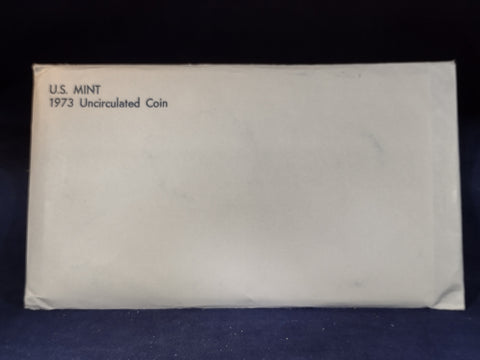 U.S. MINT
1973 Uncirculated Coin